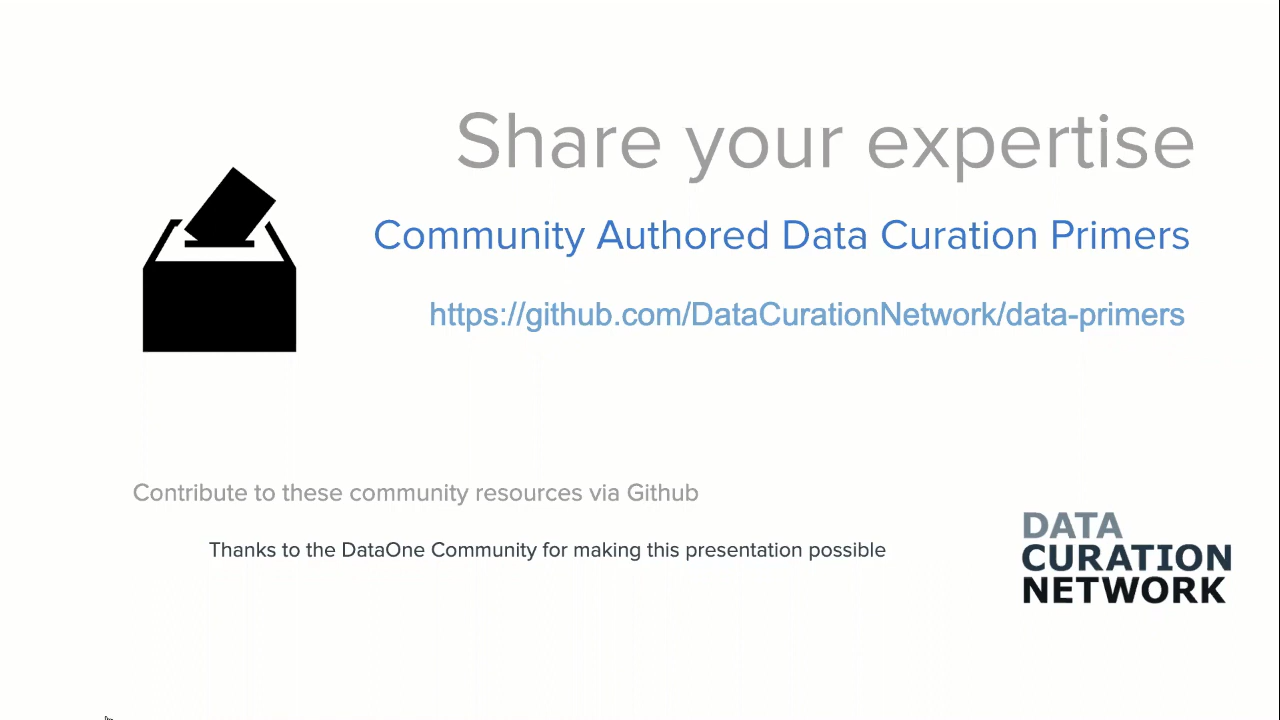 Share your expertise
Community Authored Data Curation Primers
https://github.com/DataCurationNetwork/data-primers
Contribute to these community resources via Github
Thanks to the DataOne Community for making this presentation possible
DATA
CURATION
NETWORK